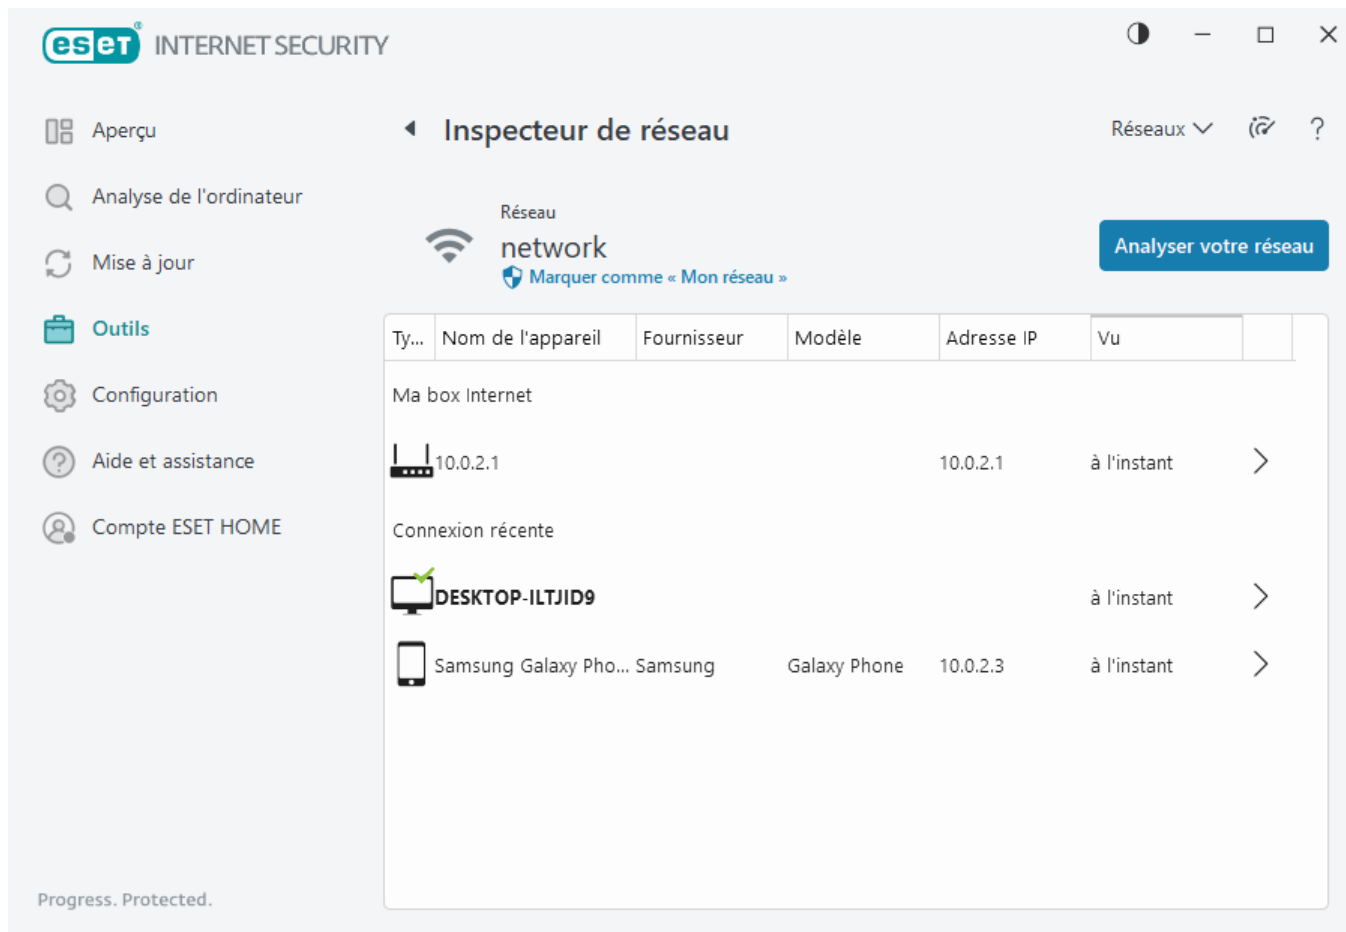 eset® INTERNET SECURITY
Aperçu
Analyse de l'ordinateur
Mise à jour
Outils
Configuration
Aide et assistance
Compte ESET HOME
Progress. Protected.
Inspecteur de réseau
Réseaux
?
Réseau
network
Marquer comme « Mon réseau »
Analyser votre réseau
Ty... Nom de l'appareil Fournisseur Modèle Adresse IP Vu
Ma box Internet
10.0.2.1 10.0.2.1 à l'instant
Connexion récente
DESKTOP-ILTJID9 à l'instant
Samsung Galaxy Pho... Samsung Galaxy Phone 10.0.2.3 à l'instant